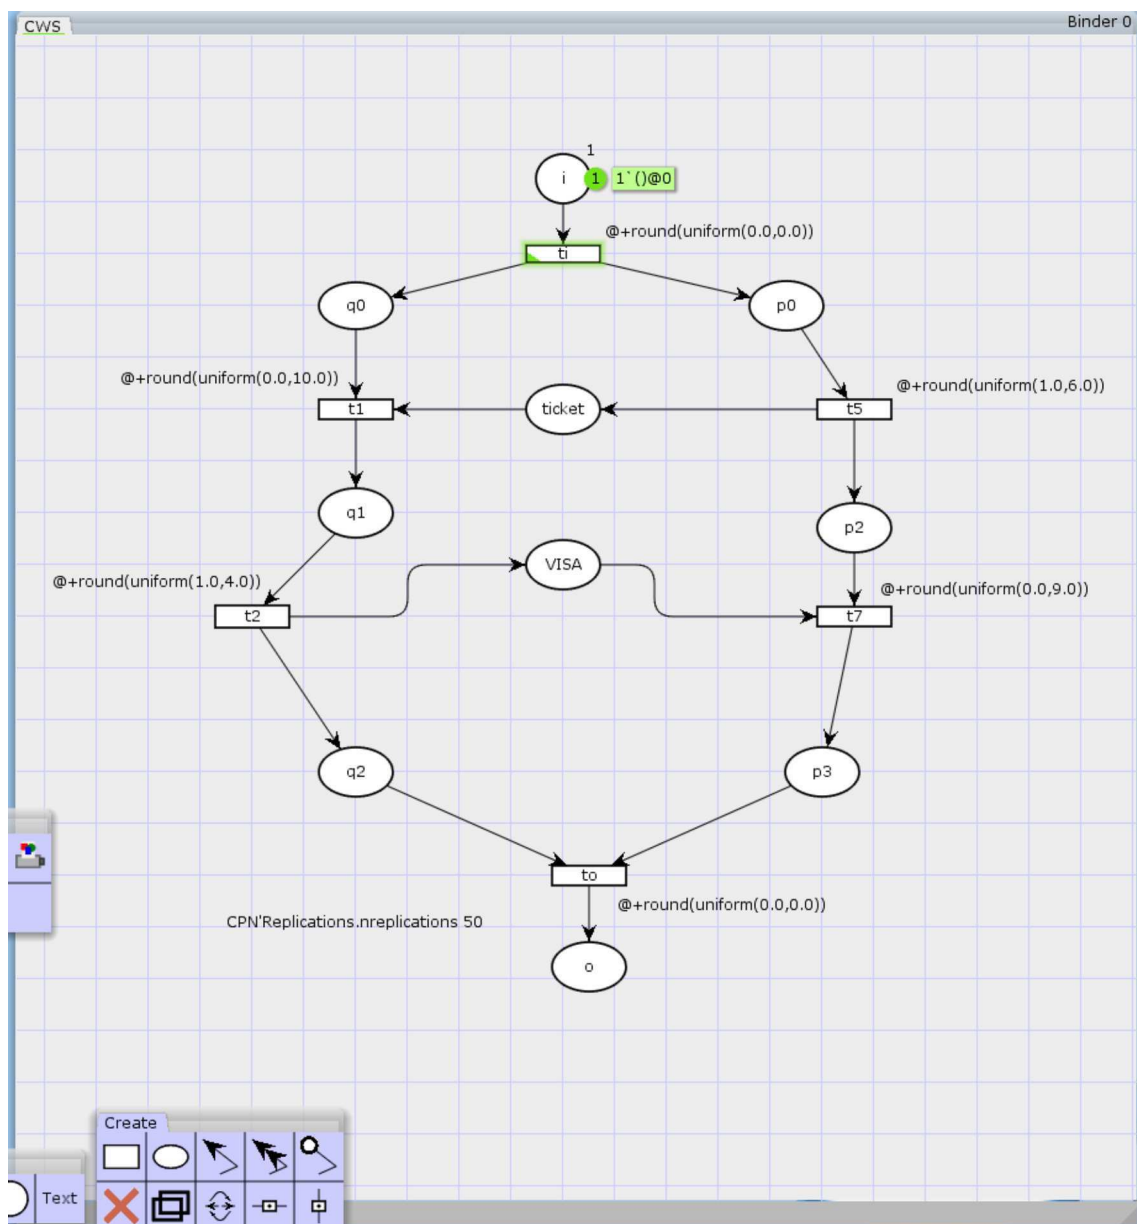 CWS
Binder 0
1
i
1
1`()@0
@+round(uniform(0.0,0.0))
ti
q0
p0
@+round(uniform(0.0,10.0))
@+round(uniform(1.0,6.0))
t1
ticket
t5
q1
p2
VISA
@+round(uniform(1.0,4.0))
@+round(uniform(0.0,9.0))
t2
t7
q2
p3
to
@+round(uniform(0.0,0.0))
CPN'Replications.nreplications 50
o
Create
Text